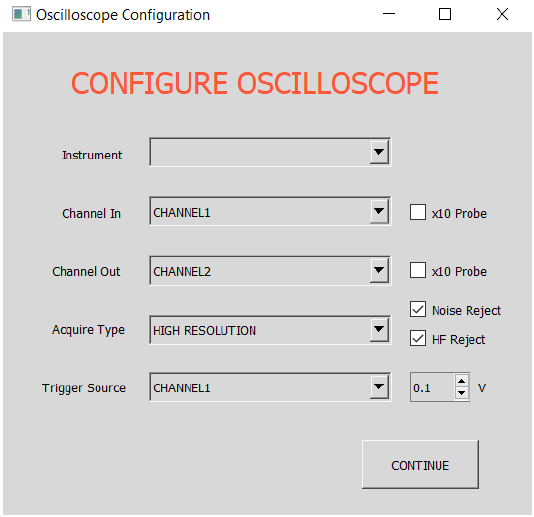 Oscilloscope Configuration
CONFIGURE OSCILLOSCOPE
Instrument
Channel In CHANNEL1 x10 Probe
Channel Out CHANNEL2 x10 Probe
Noise Reject
Acquire Type HIGH RESOLUTION
HF Reject
Trigger Source CHANNEL1 0.1 V
CONTINUE